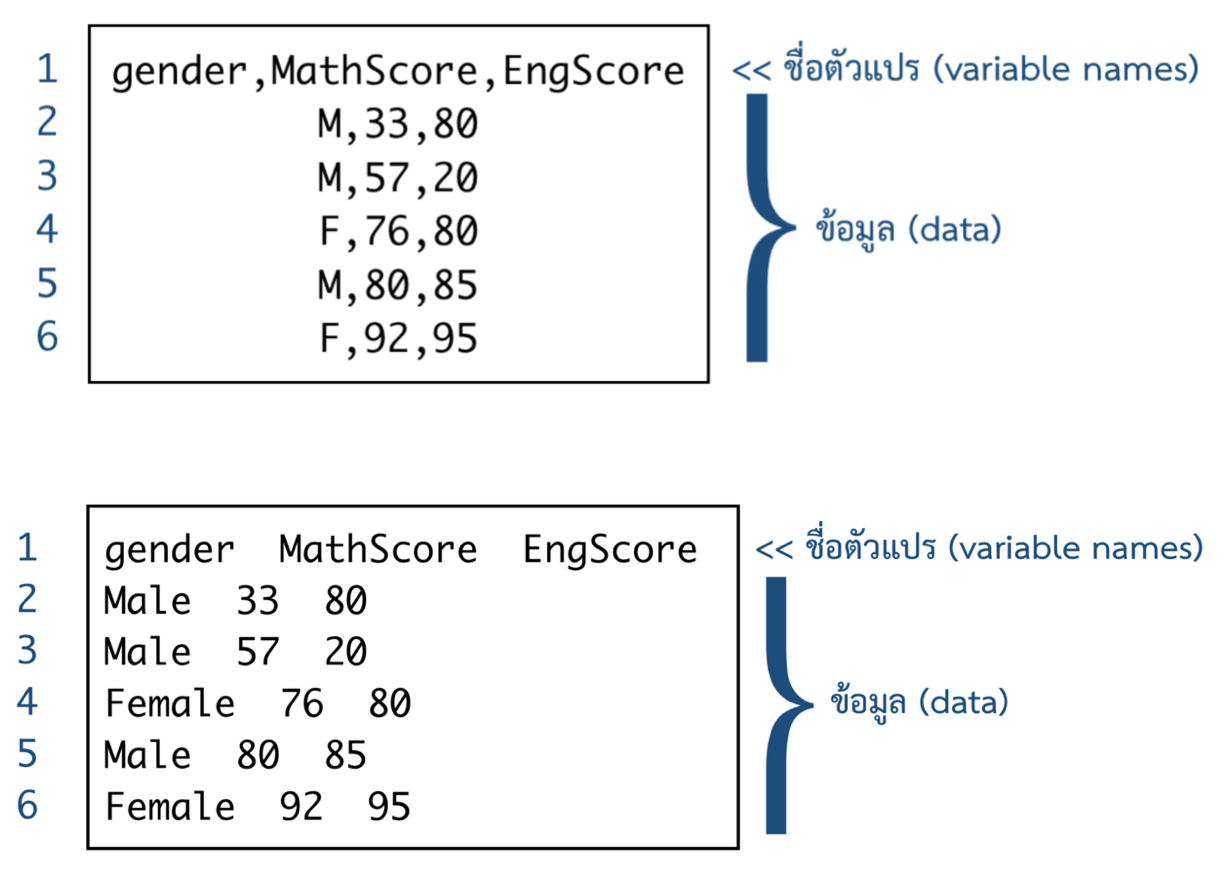 1 gender,MathScore,EngScore << ชื่อตัวแปร (variable names)
2 M,33,80
3 M,57,20
4 F,76,80 ข้อมูล (data)
5 M,80,85
6 F,92,95
1 gender MathScore EngScore << ชื่อตัวแปร (variable names)
2 Male 33 80
3 Male 57 20
4 Female 76 80 ข้อมูล (data)
5 Male 80 85
6 Female 92 95